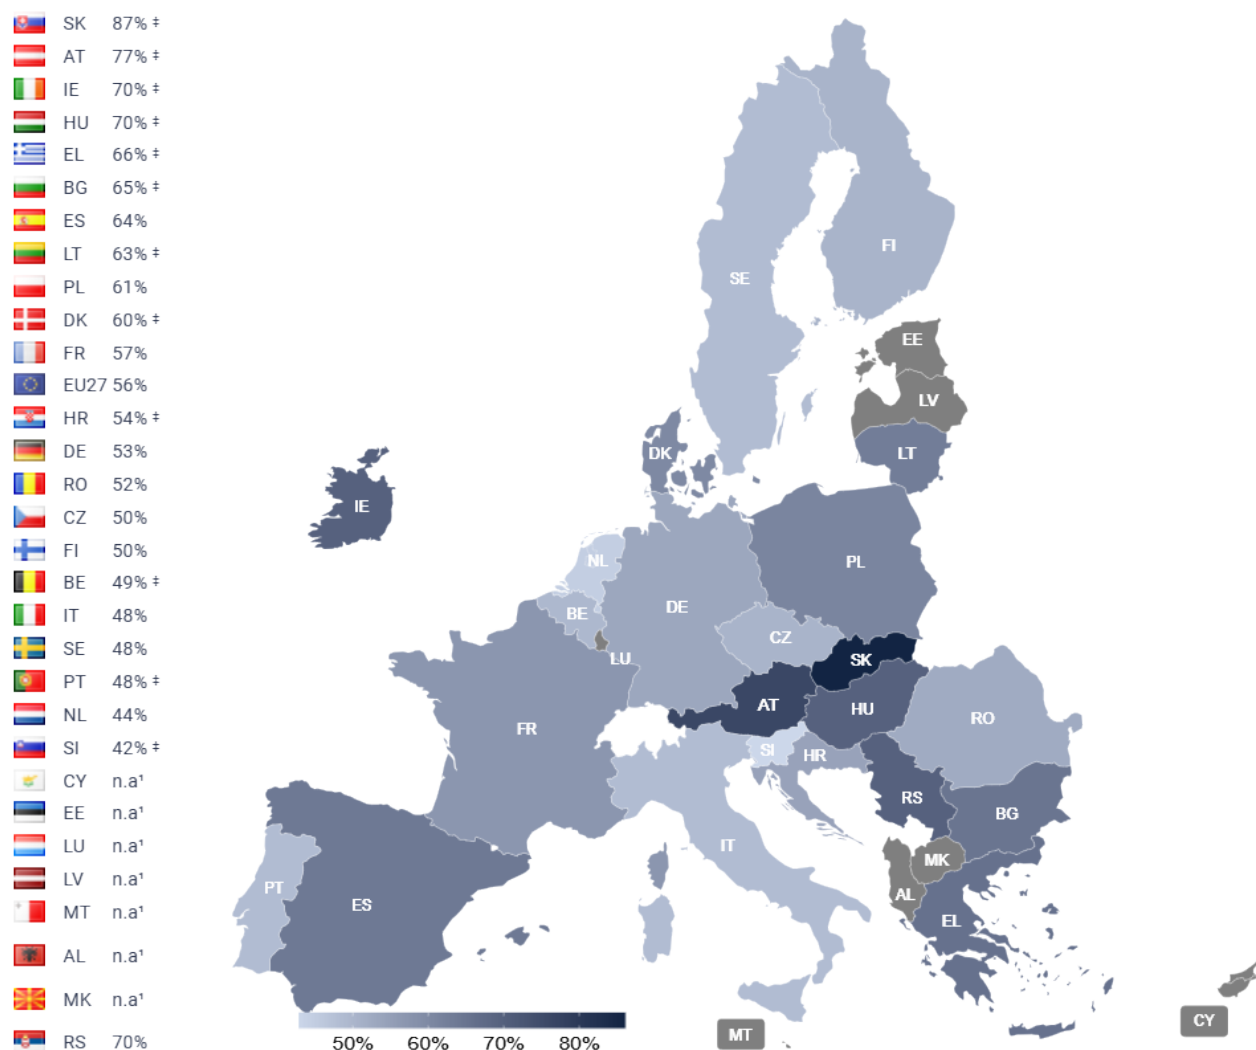 SK 87% ‡
AT 77% ‡
IE 70% ‡
HU 70% ‡
EL 66% ‡
BG 65% ‡
ES 64%
LT 63% ‡
PL 61%
DK 60% ‡
FR 57%
EU27 56%
HR 54% ‡
DE 53%
RO 52%
CZ 50%
FI 50%
BE 49% ‡
IT 48%
SE 48%
PT 48% ‡
NL 44%
SI 42% ‡
CY n.a¹
EE n.a¹
LU n.a¹
LV n.a¹
MT n.a¹
AL n.a¹
MK n.a¹
RS 70%
FI
SE
EE
LV
LT
DK
IE
NL
PL
BE
DE
CZ
LU
SK
AT
HU
RO
FR
SI
HR
RS
BG
IT
MK
PT
AL
ES
EL
CY
MT
50% 60% 70% 80%